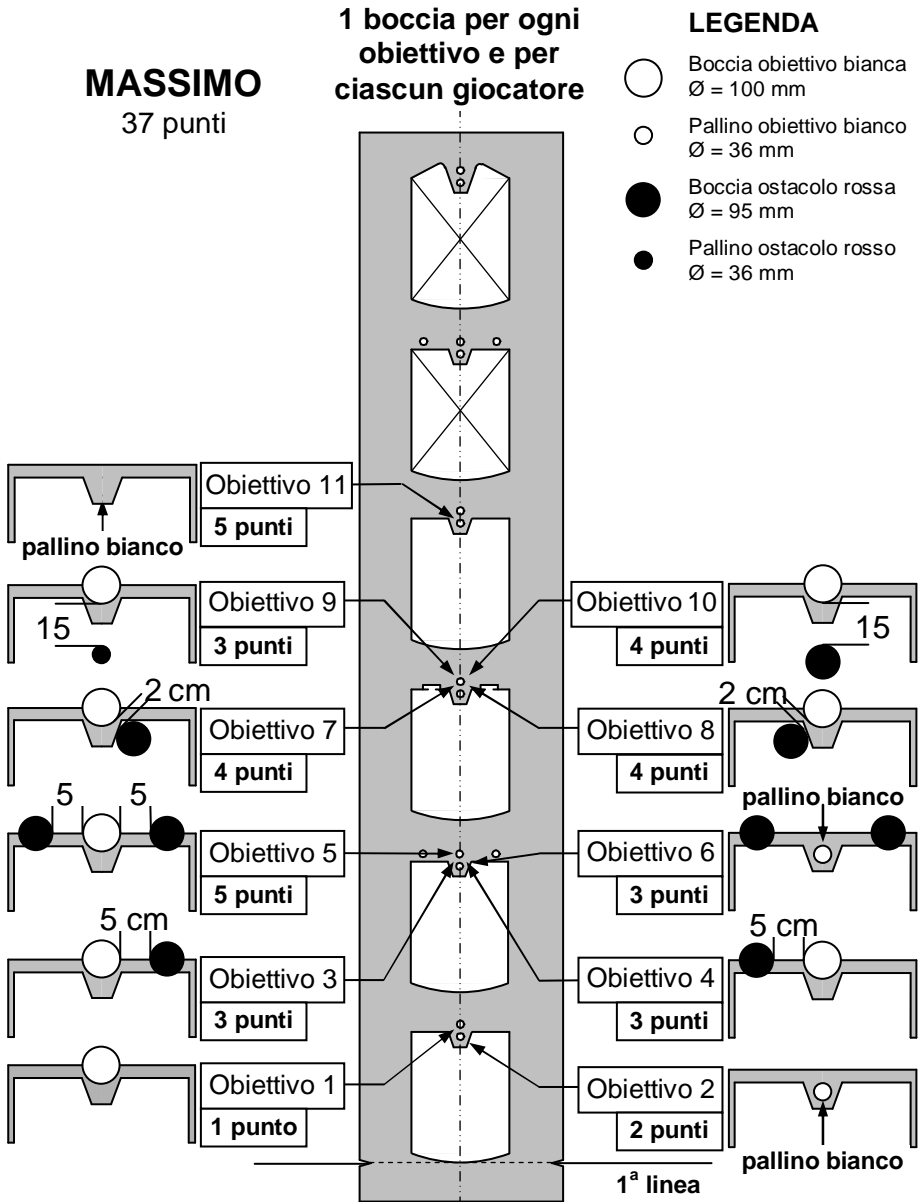 MASSIMO
37 punti
1 boccia per ogni
obiettivo e per
ciascun giocatore
LEGENDA
Boccia obiettivo bianca
Ø = 100 mm
Pallino obiettivo bianco
Ø = 36 mm
Boccia ostacolo rossa
Ø = 95 mm
Pallino ostacolo rosso
Ø = 36 mm
Obiettivo 11
5 punti
pallino bianco
15
Obiettivo 9
3 punti
Obiettivo 10
4 punti
15
2 cm
Obiettivo 7
4 punti
Obiettivo 8
4 punti
2 cm
5 5
Obiettivo 5
5 punti
Obiettivo 6
3 punti
pallino bianco
5 cm
Obiettivo 3
3 punti
Obiettivo 4
3 punti
5 cm
Obiettivo 1
1 punto
Obiettivo 2
2 punti
pallino bianco
1ª linea